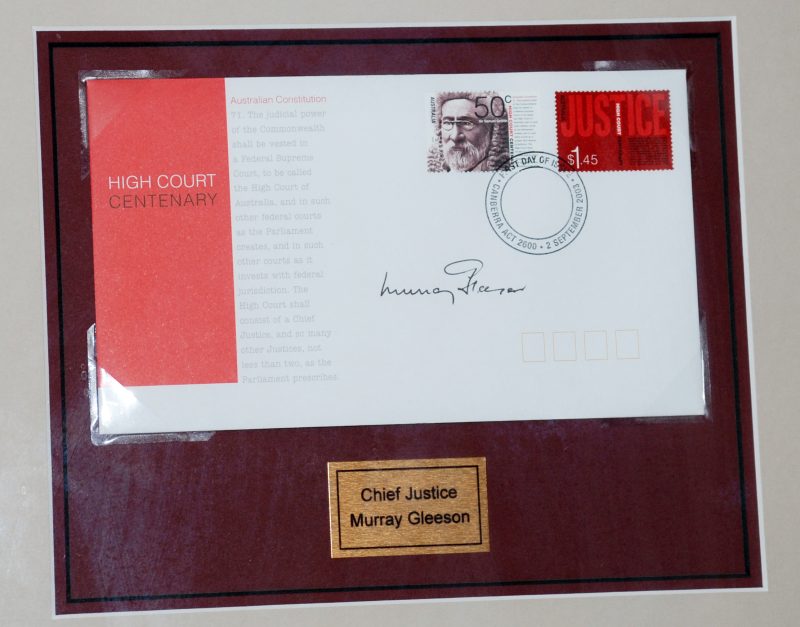 HIGH COURT
CENTENARY
Australian Constitution
71. The judicial power
of the Commonwealth
shall be vested in
a Federal Supreme
Court, to be called
the High Court of
Australia, and in such
other federal courts
as the Parliament
creates, and in such
other courts as it
invests with federal
jurisdiction. The
High Court shall
consist of a Chief
Justice, and so many
other Justices, not
less than two, as the
Parliament prescribes.
AUSTRALIA
50c
HIGH COURT
JUSTICE
HIGH COURT
$1.45
FIRST DAY OF
CANBERRA ACT 2600 • 2 SEPTEMBER 2003
Murray Gleeson
Chief Justice
Murray Gleeson